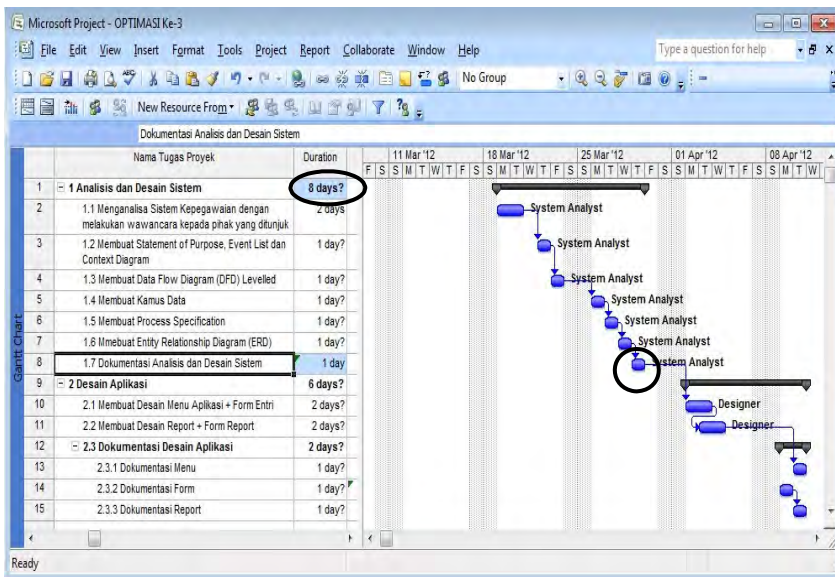 Microsoft Project - OPTIMASI Ke-3
File Edit View Insert Format Tools Project Report Collaborate Window Help
Type a question for help
No Group
New Resource From
Dokumentasi Analisis dan Desain Sistem
Nama Tugas Proyek Duration
11 Mar '12 18 Mar '12 25 Mar '12 01 Apr '12 08 Apr '12
F S S M T W T F S S M T W T F S S M T W T F S S M T W T F S S M T W
1 1 Analisis dan Desain Sistem 8 days?
2 1.1 Menganalisa Sistem Kepegawaian dengan 2 days System Analyst
melakukan wawancara kepada pihak yang ditunjuk
3 1.2 Membuat Statement of Purpose, Event List dan 1 day? System Analyst
Context Diagram
4 1.3 Membuat Data Flow Diagram (DFD) Levelled 1 day? System Analyst
5 1.4 Membuat Kamus Data 1 day? System Analyst
6 1.5 Membuat Process Specification 1 day? System Analyst
7 1.6 Mmebuat Entity Relationship Diagram (ERD) 1 day? System Analyst
8 1.7 Dokumentasi Analisis dan Desain Sistem 1 day System Analyst
9 2 Desain Aplikasi 6 days?
10 2.1 Membuat Desain Menu Aplikasi + Form Entri 2 days? Designer
11 2.2 Membuat Desain Report + Form Report 2 days? Designer
12 2.3 Dokumentasi Desain Aplikasi 2 days?
13 2.3.1 Dokumentasi Menu 1 day?
14 2.3.2 Dokumentasi Form 1 day?
15 2.3.3 Dokumentasi Report 1 day?
Gantt Chart
Ready